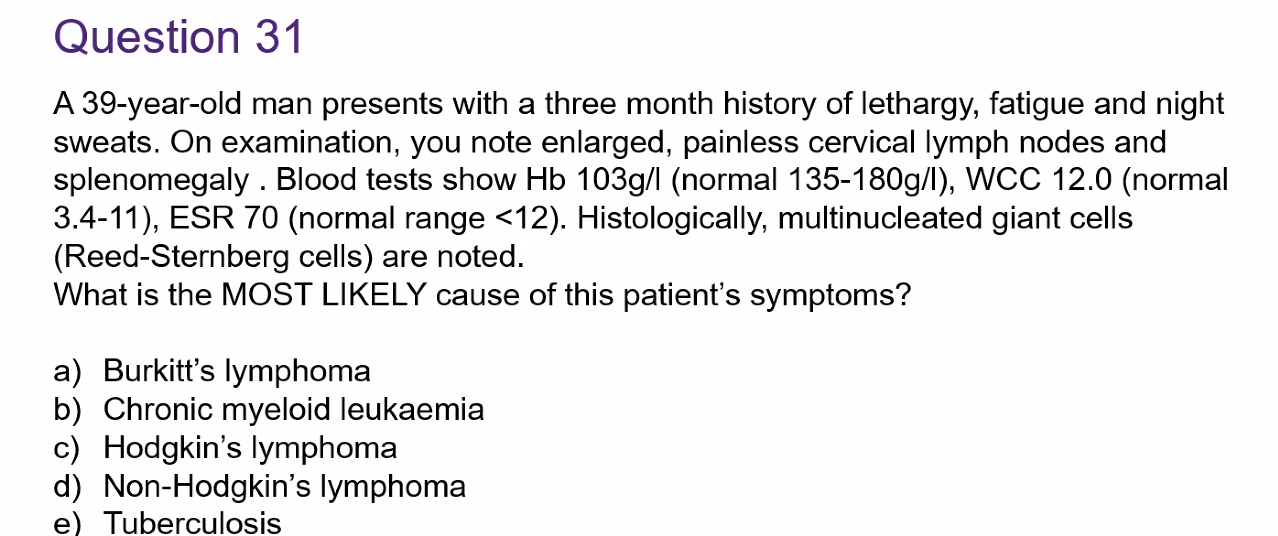 Question 31
A 39-year-old man presents with a three month history of lethargy, fatigue and night
sweats. On examination, you note enlarged, painless cervical lymph nodes and
splenomegaly . Blood tests show Hb 103g/l (normal 135-180g/l), WCC 12.0 (normal
3.4-11), ESR 70 (normal range <12). Histologically, multinucleated giant cells
(Reed-Sternberg cells) are noted.
What is the MOST LIKELY cause of this patient's symptoms?
a) Burkitt's lymphoma
b) Chronic myeloid leukaemia
c) Hodgkin's lymphoma
d) Non-Hodgkin's lymphoma
e) Tuberculosis